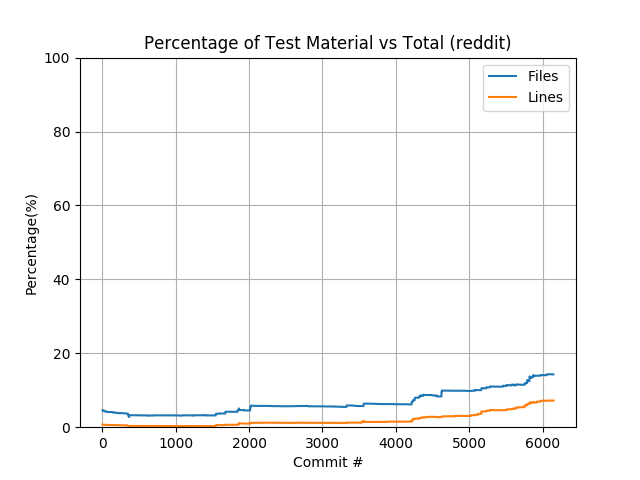 Percentage of Test Material vs Total (reddit)
Files
Lines
100
80
60
40
20
0
Percentage(%)
0 1000 2000 3000 4000 5000 6000
Commit #